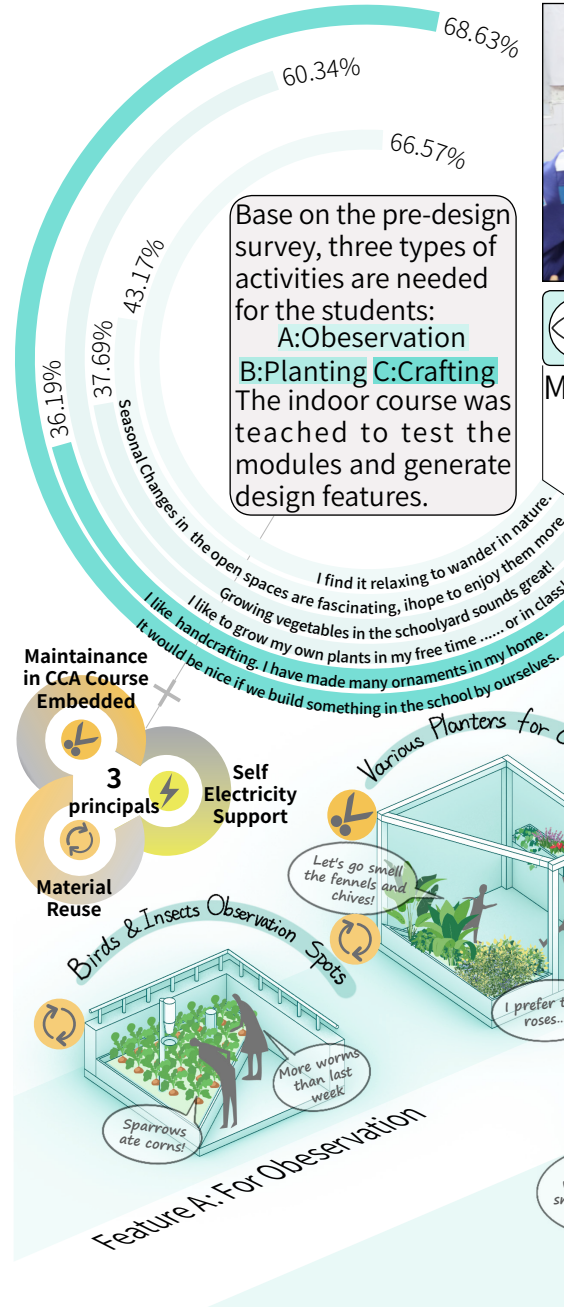 68.63%
60.34%
66.57%
43.17%
37.69%
36.19%
Base on the pre-design
survey, three types of
activities are needed
for the students:
A:Obeservation
B:Planting C:Crafting
The indoor course was
teached to test the
modules and generate
design features.
M
I find it relaxing to wander in nature.
Seasonal Changes in the open spaces are fascinating, ihope to enjoy them more
Growing vegetables in the schoolyard sounds great!
I like to grow my own plants in my free time ...... or in class!
I like handcrafting. I have made many ornaments in my home.
It would be nice if we build something in the school by ourselves.
Maintainance
in CCA Course
Embedded
3
principals
Self
Electricity
Support
Material
Reuse
Various Planters for
Let's go smell
the fennels and
chives!
I prefer t
roses..
Birds & Insects Observation Spots
More worms
than last
week
Sparrows
ate corns!
Feature A: For Obeservation